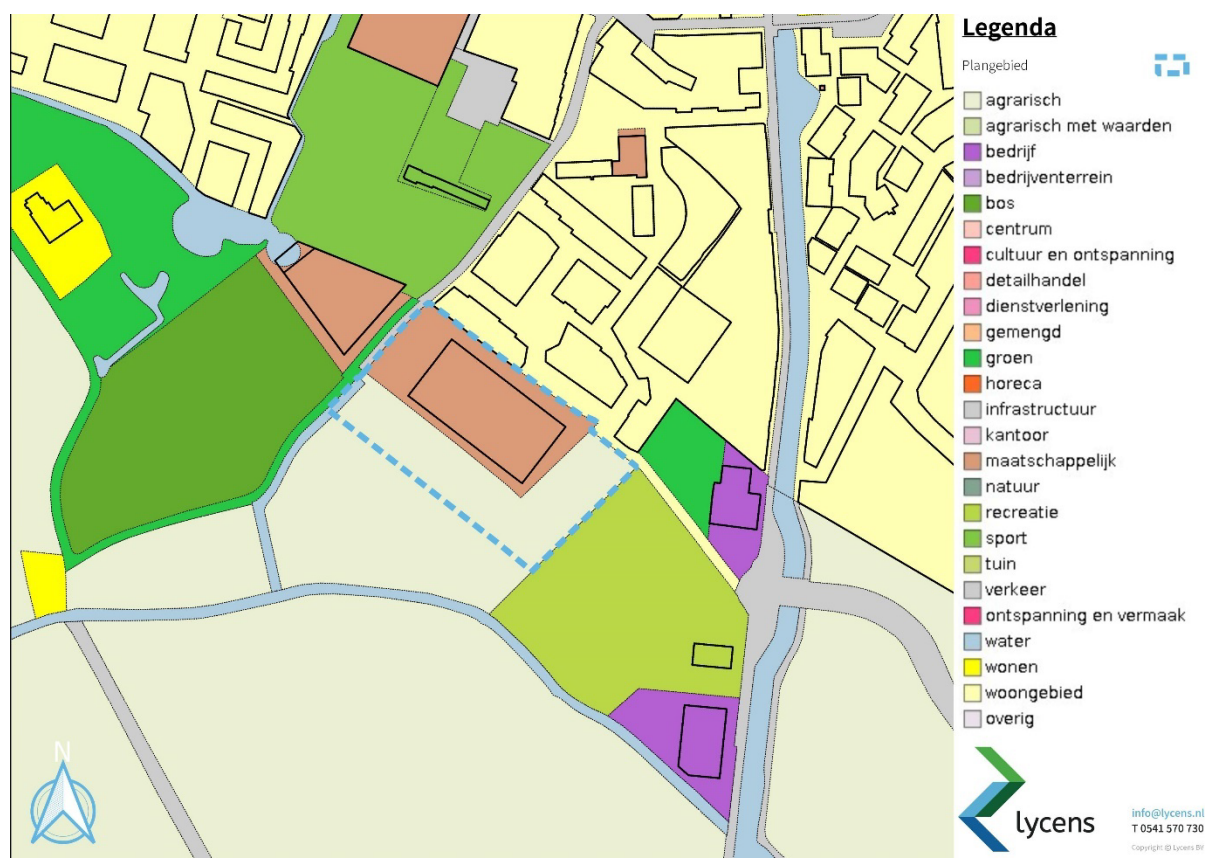 Legenda
Plangebied
agrarisch
agrarisch met waarden
bedrijf
bedrijventerrein
bos
centrum
cultuur en ontspanning
detailhandel
dienstverlening
gemengd
groen
horeca
infrastructuur
kantoor
maatschappelijk
natuur
recreatie
sport
tuin
verkeer
ontspanning en vermaak
water
wonen
woongebied
overig
N
lycens
info@lycens.nl
T 0541 570 730
Copyright © Lycens BV